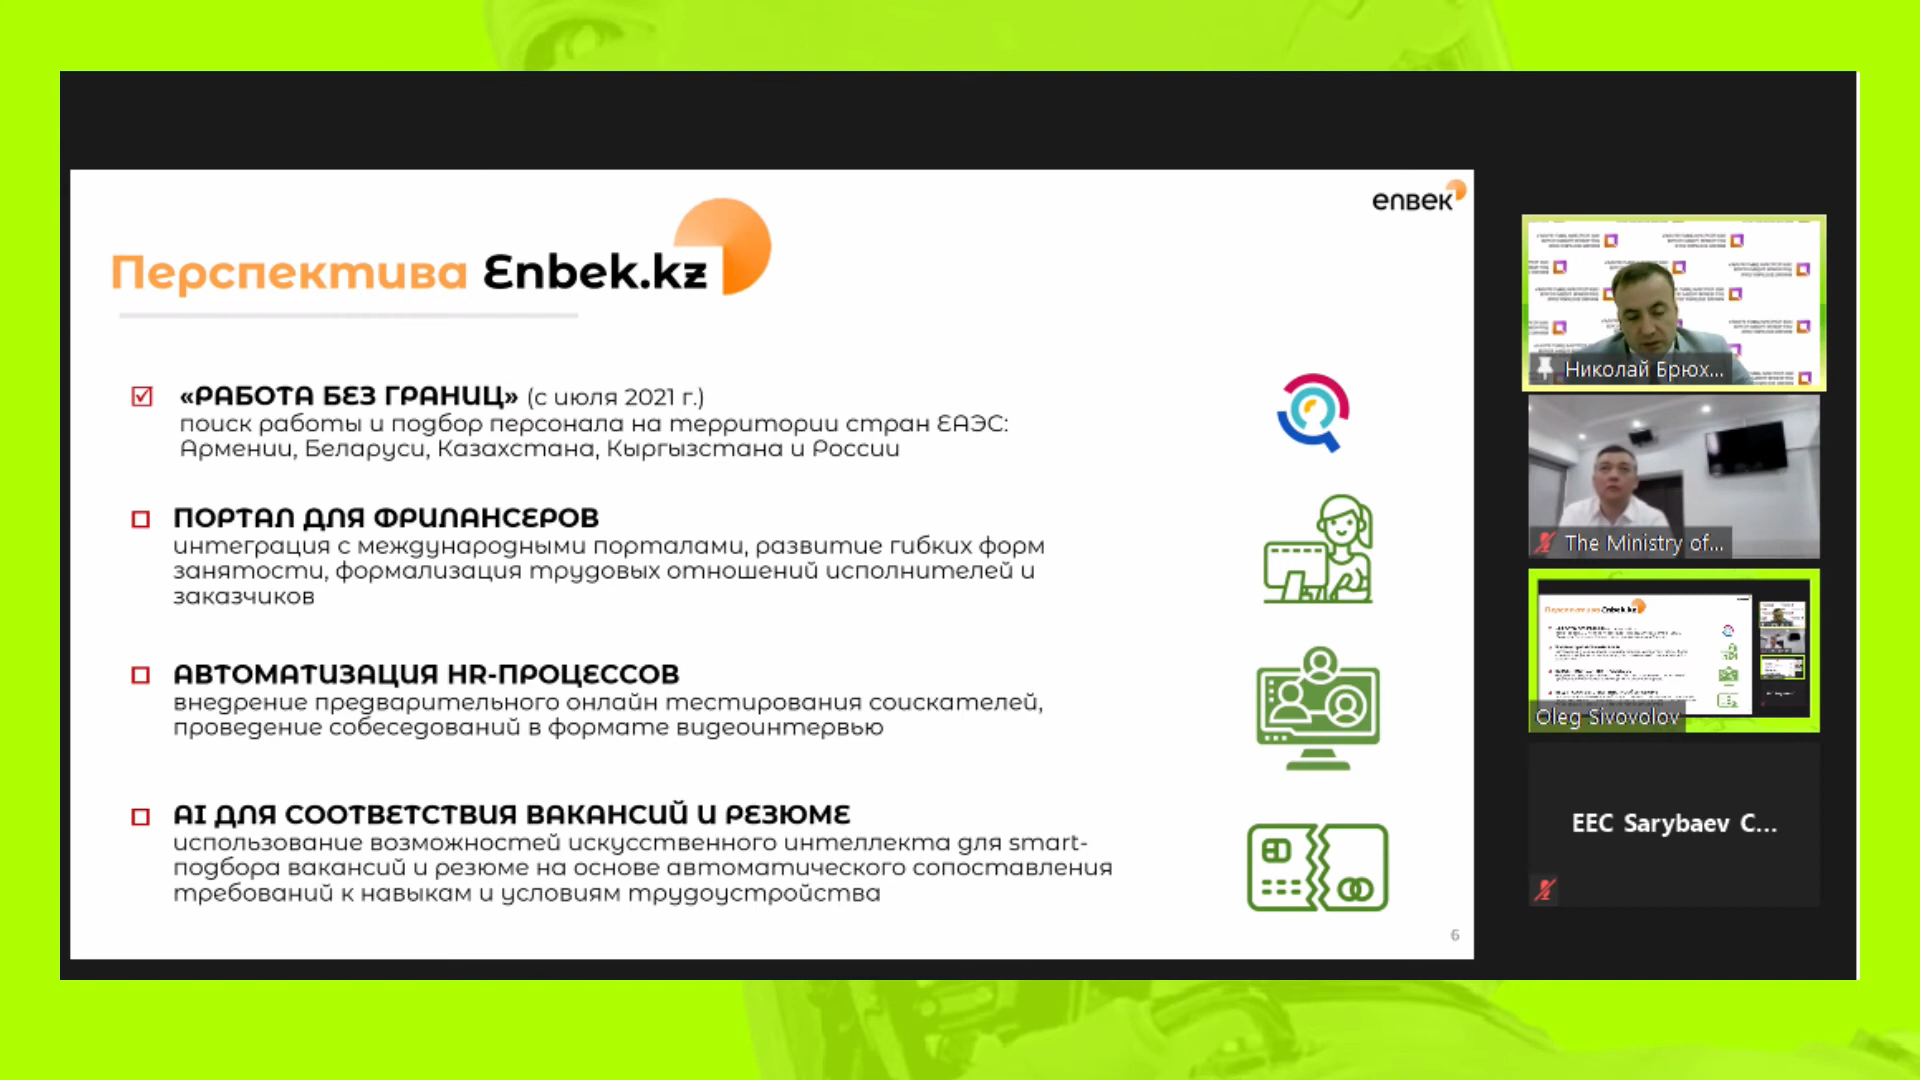 enbek
Перспектива Enbek.kz
«РАБОТА БЕЗ ГРАНИЦ» (с июля 2021 г.)
поиск работы и подбор персонала на территории стран ЕАЭС:
Армении, Беларуси, Казахстана, Кыргызстана и России
ПОРТАЛ ДЛЯ ФРИЛАНСЕРОВ
интеграция с международными порталами, развитие гибких форм
занятости, формализация трудовых отношений исполнителей и
заказчиков
АВТОМАТИЗАЦИЯ HR-ПРОЦЕССОВ
внедрение предварительного онлайн тестирования соискателей,
проведение собеседований в формате видеоинтервью
AI ДЛЯ СООТВЕТСТВИЯ ВАКАНСИЙ И РЕЗЮМЕ
использование возможностей искусственного интеллекта для smart-
подбора вакансий и резюме на основе автоматического сопоставления
требований к навыкам и условиям трудоустройства
6
Николай Брюх...
The Ministry of...
Перспектива Enbek.kz
Oleg Sivovolov
EEC Sarybaev C...